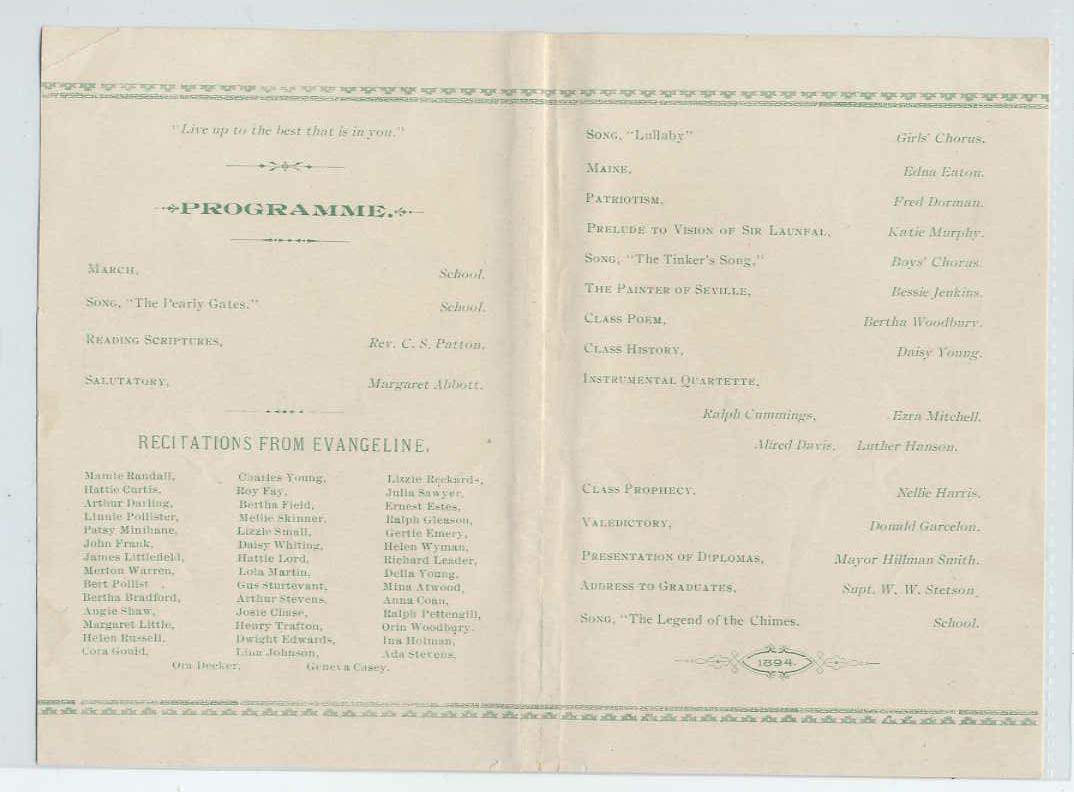 "Live up to the best that is in you."
PROGRAMME.
MARCH, School.
SONG, "The Pearly Gates." School.
READING SCRIPTURES, Rev. C. S. Patton.
SALUTATORY, Margaret Abbott.
RECITATIONS FROM EVANGELINE,
Mamie Randall, Charles Young, Lizzie Reckards,
Hattie Curtis, Roy Fay, Julia Sawyer,
Arthur Darling, Bertha Field, Ernest Estes,
Linnie Pollister, Mellie Skinner, Ralph Gleason,
Patsy Minihane, Lizzie Small, Gertie Emery,
John Frank, Daisy Whiting, Helen Wyman,
James Littlefield, Hattie Lord, Richard Leader,
Merton Warren, Lola Martin, Della Young,
Bert Pollist , Gus Sturtevant, Mina Atwood,
Bertha Bradford, Arthur Stevens, Anna Coan,
Angie Shaw, Josie Chase, Ralph Pettengill,
Margaret Little, Henry Trafton, Orin Woodbury,
Helen Russell, Dwight Edwards, Ina Holman,
Cora Gould, Lina Johnson, Ada Stevens,
Ora Decker, Geneva Casey.
SONG, "Lullaby" Girls' Chorus.
MAINE, Edna Eaton.
PATRIOTISM, Fred Dorman.
PRELUDE TO VISION OF SIR LAUNFAL, Katie Murphy.
SONG, "The Tinker's Song," Boys' Chorus.
THE PAINTER OF SEVILLE, Bessie Jenkins.
CLASS POEM, Bertha Woodbury.
CLASS HISTORY, Daisy Young.
INSTRUMENTAL QUARTETTE,
Ralph Cummings, Ezra Mitchell.
Alfred Davis, Luther Hanson.
CLASS PROPHECY, Nellie Harris.
VALEDICTORY, Donald Garcelon.
PRESENTATION OF DIPLOMAS, Mayor Hillman Smith.
ADDRESS TO GRADUATES, Supt. W. W. Stetson.
SONG, "The Legend of the Chimes. School.
1894.